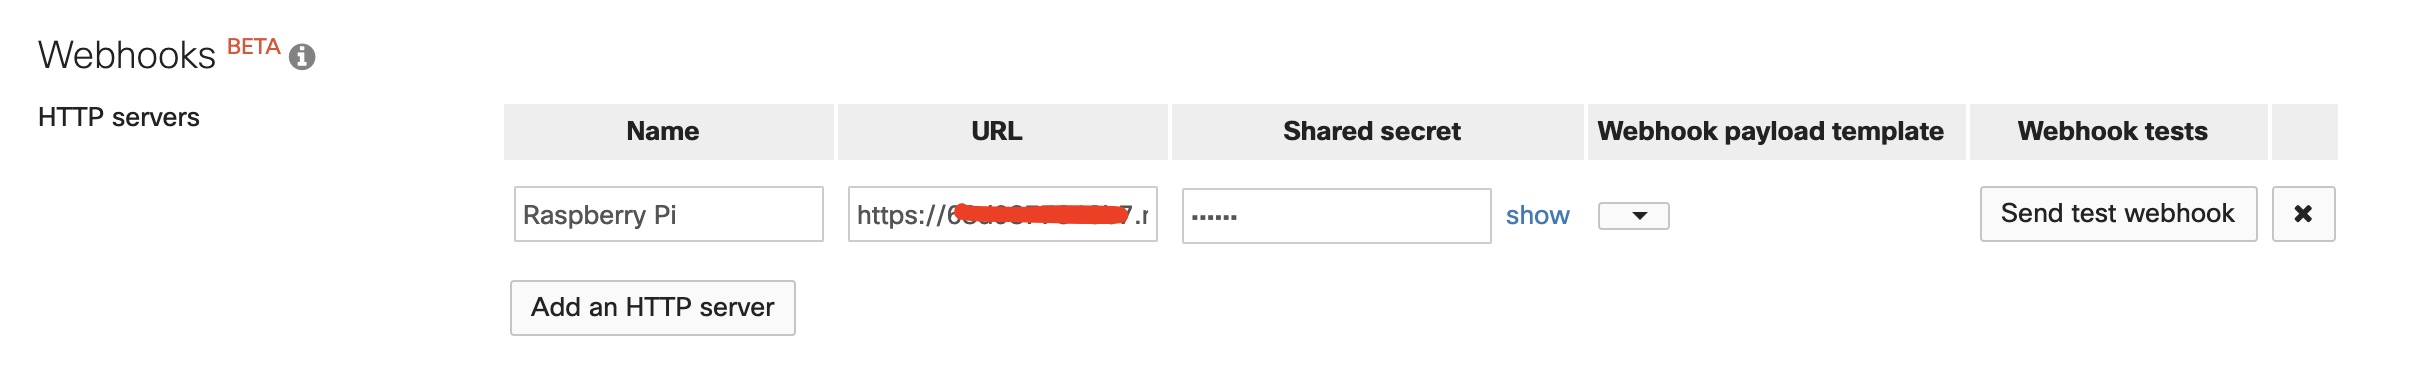 Webhooks BETA
HTTP servers
Name URL Shared secret Webhook payload template Webhook tests
Raspberry Pi https:// •••••• show Send test webhook
Add an HTTP server